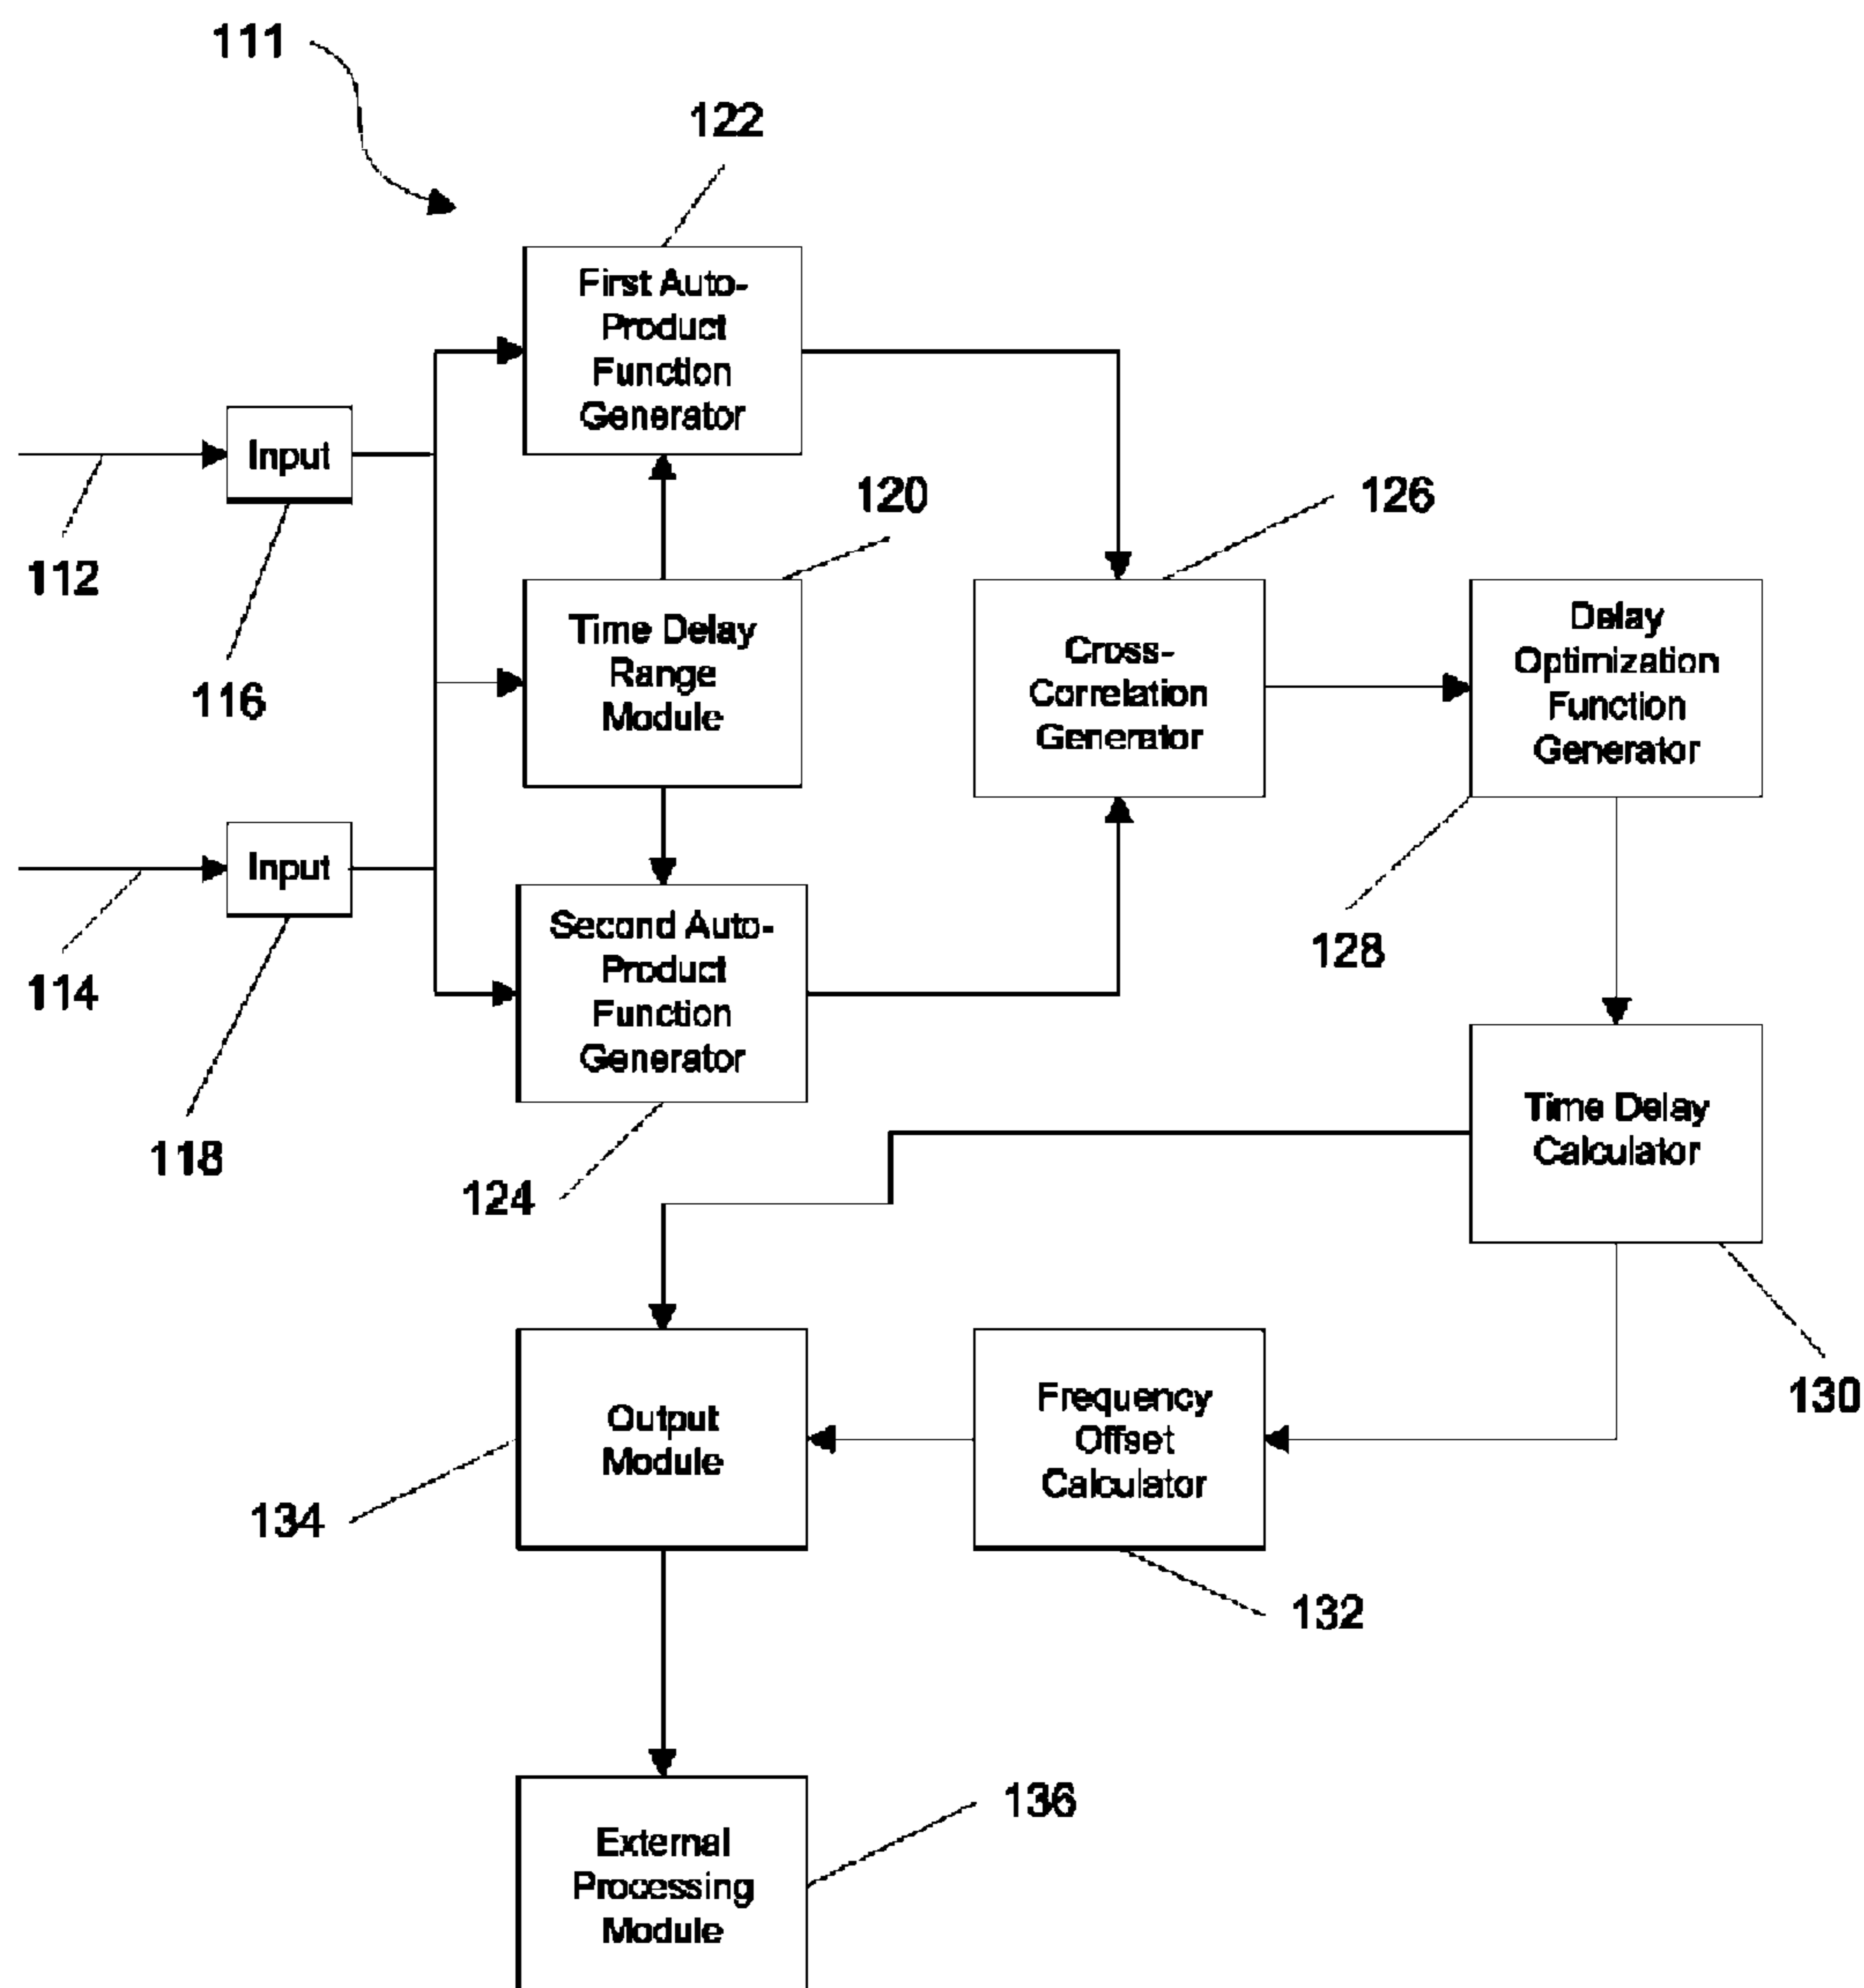 111
122
First Auto-
Product
Function
Generator
Input
120
126
112
116
Time Delay
Range
Module
Cross-
Correlation
Generator
Delay
Optimization
Function
Generator
Input
114
118
Second Auto-
Product
Function
Generator
124
128
Time Delay
Calculator
130
Output
Module
134
Frequency
Offset
Calculator
132
External
Processing
Module
136